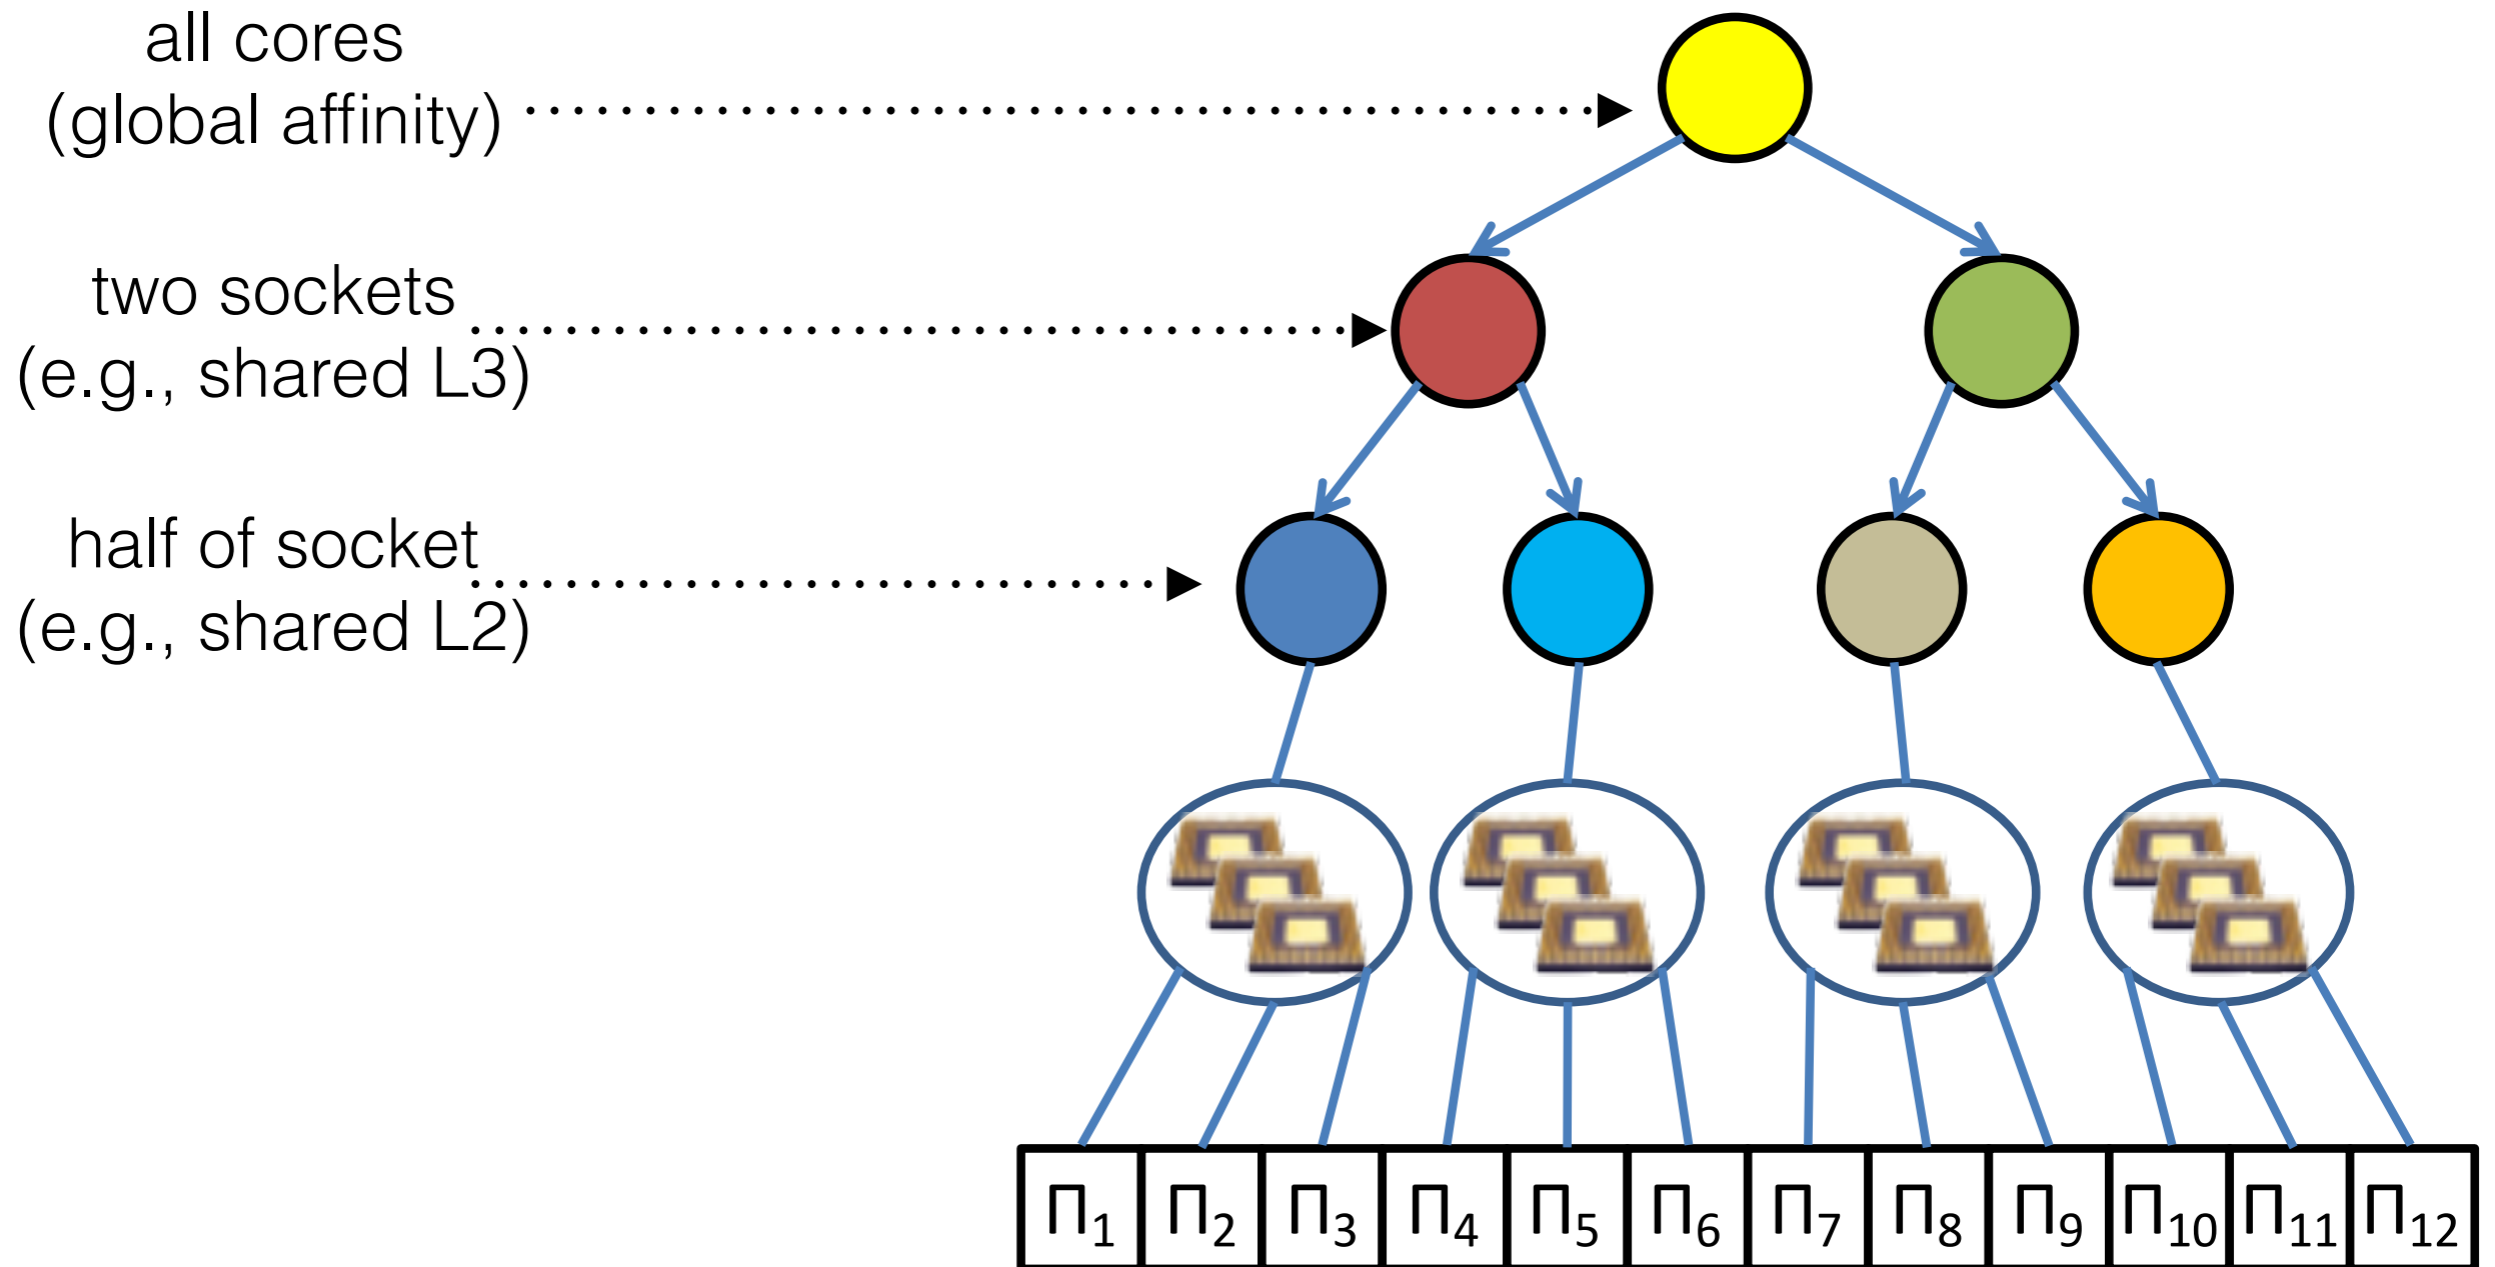 all cores
(global affinity)
two sockets
(e.g., shared L3)
half of socket
(e.g., shared L2)
Π₁ Π₂ Π₃ Π₄ Π₅ Π₆ Π₇ Π₈ Π₉ Π₁₀ Π₁₁ Π₁₂